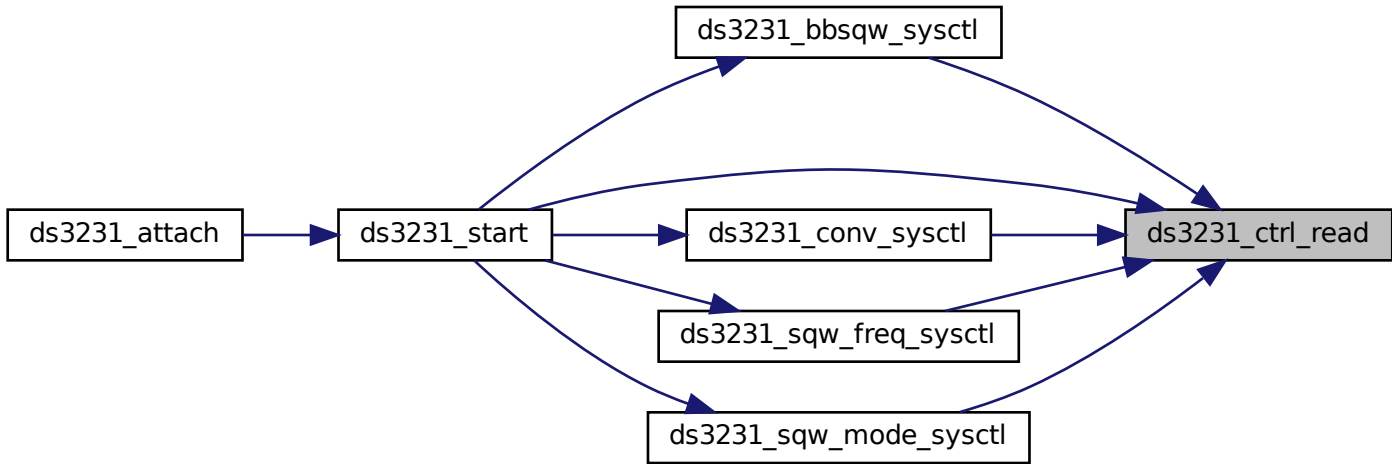 ds3231_bbsqw_sysctl
ds3231_attach
ds3231_start
ds3231_conv_sysctl
ds3231_ctrl_read
ds3231_sqw_freq_sysctl
ds3231_sqw_mode_sysctl